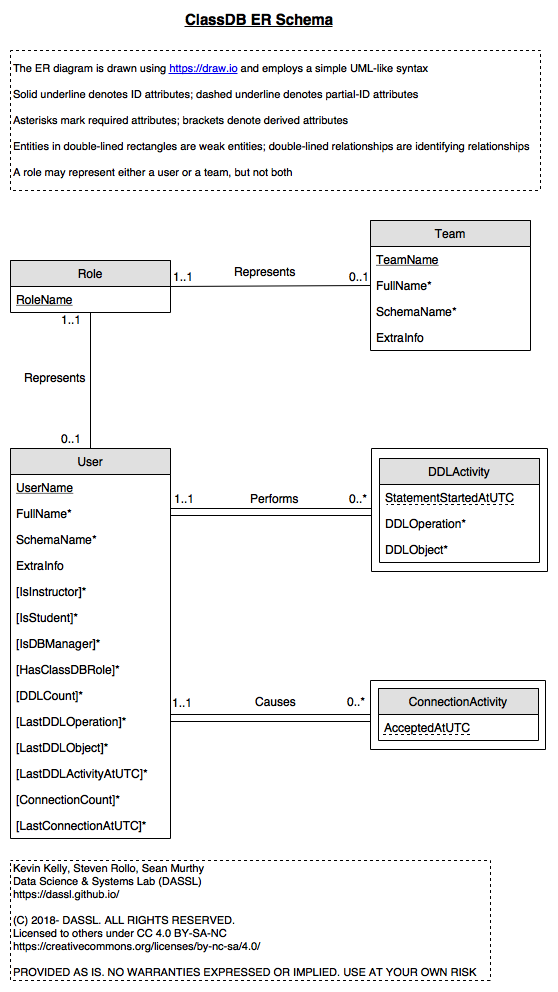 ClassDB ER Schema
The ER diagram is drawn using https://draw.io and employs a simple UML-like syntax
Solid underline denotes ID attributes; dashed underline denotes partial-ID attributes
Asterisks mark required attributes; brackets denote derived attributes
Entities in double-lined rectangles are weak entities; double-lined relationships are identifying relationships
A role may represent either a user or a team, but not both
Role
RoleName
1..1
Represents
0..1
Team
TeamName
FullName*
SchemaName*
ExtraInfo
1..1
Represents
0..1
User
UserName
FullName*
SchemaName*
ExtraInfo
[IsInstructor]*
[IsStudent]*
[IsDBManager]*
[HasClassDBRole]*
[DDLCount]*
[LastDDLOperation]*
[LastDDLObject]*
[LastDDLActivityAtUTC]*
[ConnectionCount]*
[LastConnectionAtUTC]*
1..1
Performs
0..*
DDLActivity
StatementStartedAtUTC
DDLOperation*
DDLObject*
1..1
Causes
0..*
ConnectionActivity
AcceptedAtUTC
Kevin Kelly, Steven Rollo, Sean Murthy
Data Science & Systems Lab (DASSL)
https://dassl.github.io/
(C) 2018- DASSL. ALL RIGHTS RESERVED.
Licensed to others under CC 4.0 BY-SA-NC
https://creativecommons.org/licenses/by-nc-sa/4.0/
PROVIDED AS IS. NO WARRANTIES EXPRESSED OR IMPLIED. USE AT YOUR OWN RISK